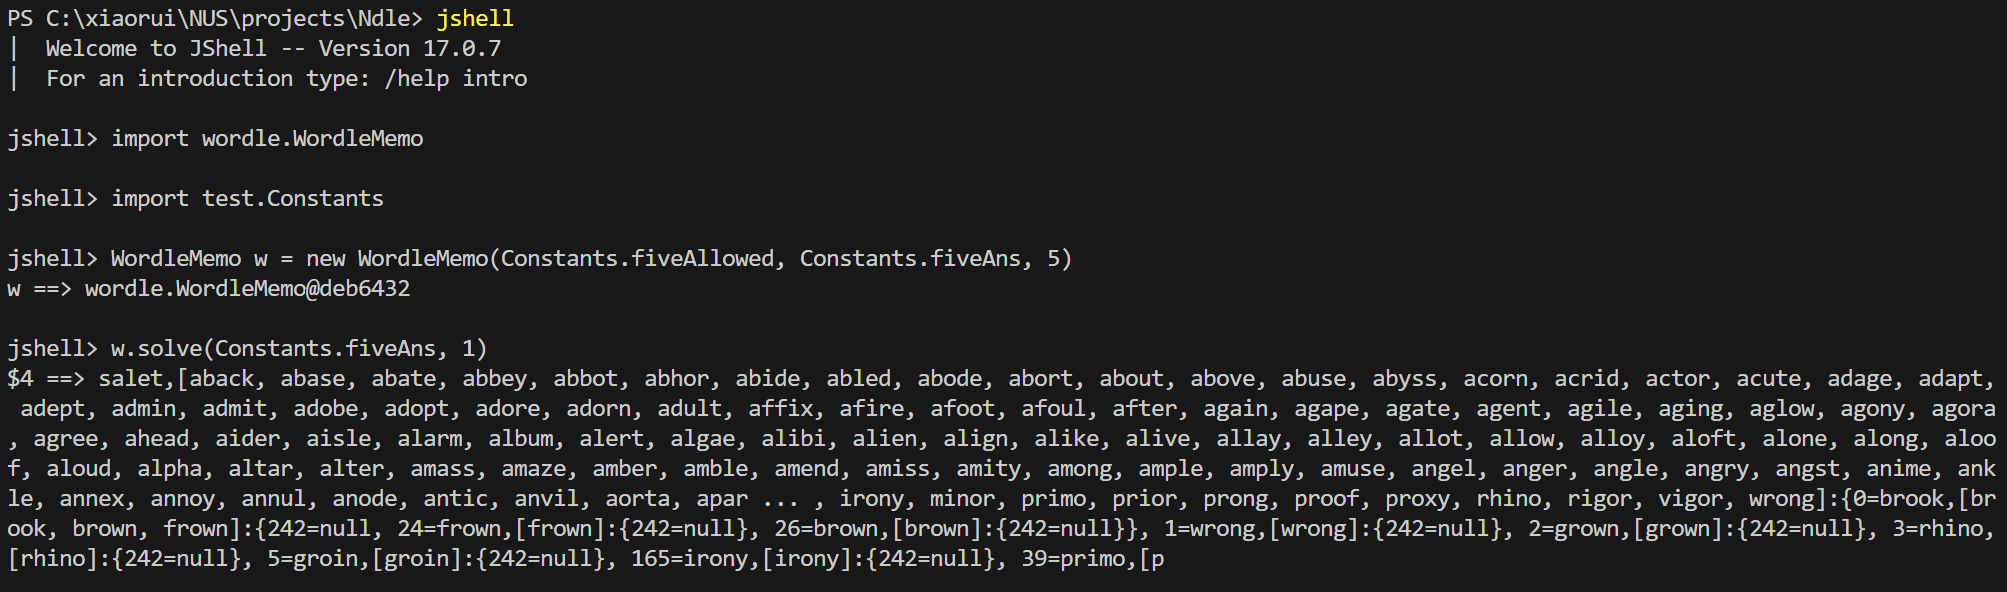 PS C:\xiaorui\NUS\projects\Ndle> jshell
|  Welcome to JShell -- Version 17.0.7
|  For an introduction type: /help intro
jshell> import wordle.WordleMemo
jshell> import test.Constants
jshell> WordleMemo w = new WordleMemo(Constants.fiveAllowed, Constants.fiveAns, 5)
w ==> wordle.WordleMemo@deb6432
jshell> w.solve(Constants.fiveAns, 1)
$4 ==> salet,[aback, abase, abate, abbey, abbot, abhor, abide, abled, abode, abort, about, above, abuse, abyss, acorn, acrid, actor, acute, adage, adapt,
 adept, admin, admit, adobe, adopt, adore, adorn, adult, affix, afire, afoot, afoul, after, again, agape, agate, agent, agile, aging, aglow, agony, agora
, agree, ahead, aider, aisle, alarm, album, alert, algae, alibi, alien, align, alike, alive, allay, alley, allot, allow, alloy, aloft, alone, along, aloo
f, aloud, alpha, altar, alter, amass, amaze, amber, amble, amend, amiss, amity, among, ample, amply, amuse, angel, anger, angle, angry, angst, anime, ank
le, annex, annoy, annul, anode, antic, anvil, aorta, apar ... , irony, minor, primo, prior, prong, proof, proxy, rhino, rigor, vigor, wrong]:{0=brook,[br
ook, brown, frown]:{242=null, 24=frown,[frown]:{242=null}, 26=brown,[brown]:{242=null}}, 1=wrong,[wrong]:{242=null}, 2=grown,[grown]:{242=null}, 3=rhino,
[rhino]:{242=null}, 5=groin,[groin]:{242=null}, 165=irony,[irony]:{242=null}, 39=primo,[p